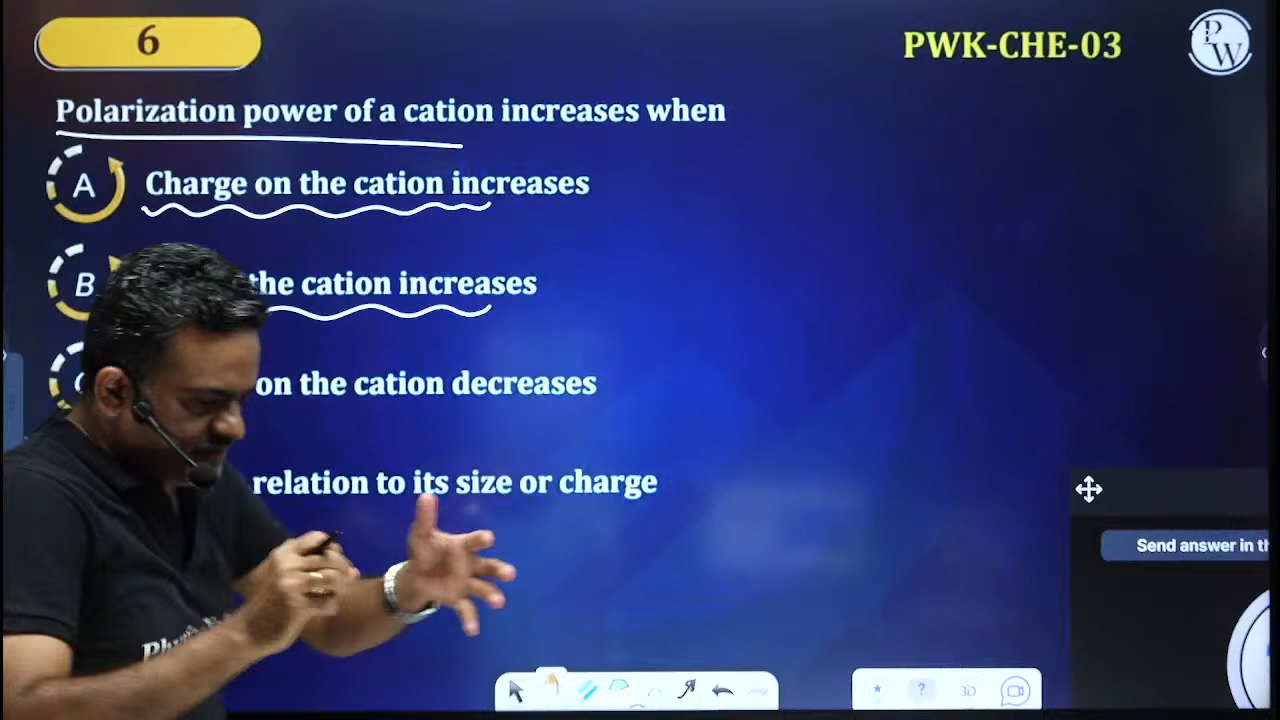 6
PWK-CHE-03
P
W
Polarization power of a cation increases when
A
Charge on the cation increases
B
the cation increases
on the cation decreases
relation to its size or charge
Send answer in
?
3D